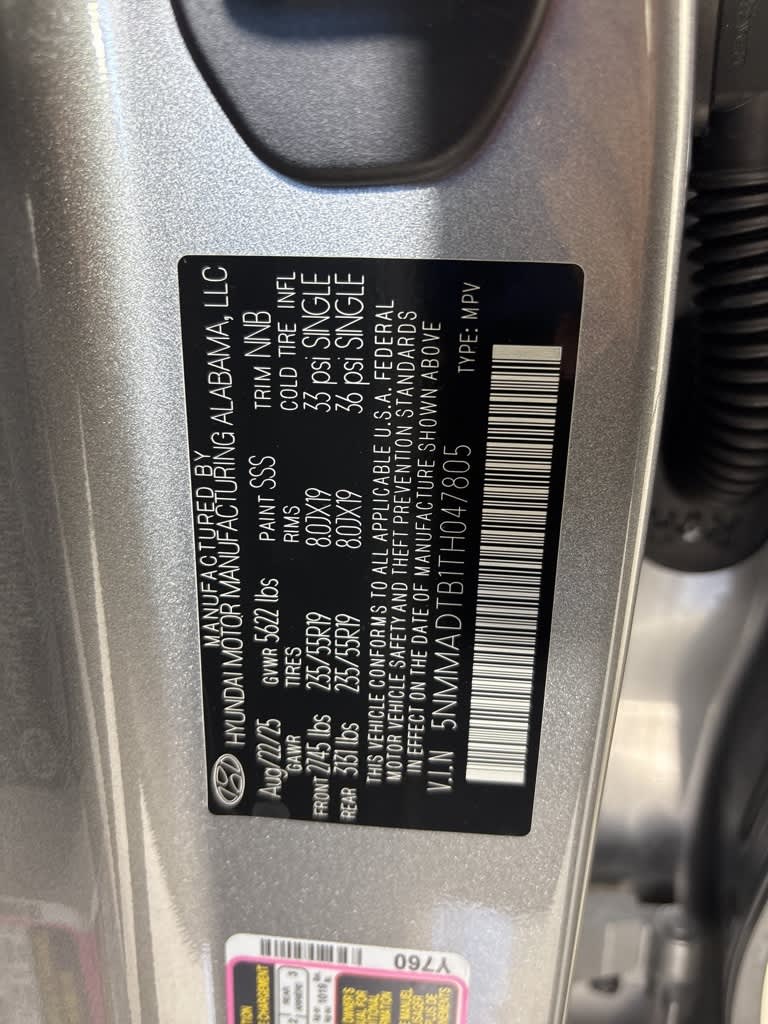 MANUFACTURED BY
HYUNDAI MOTOR MANUFACTURING ALABAMA, LLC
Aug/22/25 GVWR 5622 lbs PAINT SSS TRIM NNB
GAWR TIRES RIMS COLD TIRE INFL
FRONT 2745 lbs 235/55R19 8.0JX19 33 psi SINGLE
REAR 3151 lbs 235/55R19 8.0JX19 36 psi SINGLE
THIS VEHICLE CONFORMS TO ALL APPLICABLE U.S.A. FEDERAL
MOTOR VEHICLE SAFETY AND THEFT PREVENTION STANDARDS
IN EFFECT ON THE DATE OF MANUFACTURE SHOWN ABOVE
V.I.N 5NMMADTB1TH047805
TYPE: MPV
Y760